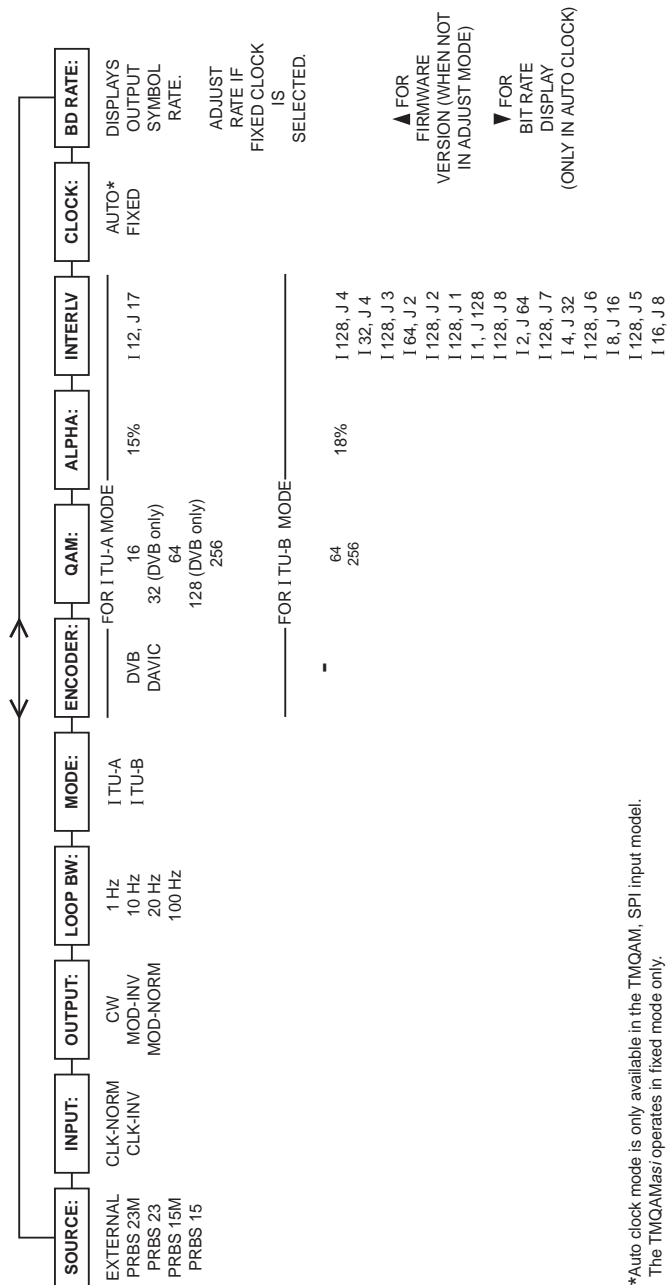 SOURCE:
EXTERNAL
PRBS 23M
PRBS 23
PRBS 15M
PRBS 15
INPUT:
CLK-NORM
CLK-INV
OUTPUT:
CW
MOD-INV
MOD-NORM
LOOP BW:
1 Hz
10 Hz
20 Hz
100 Hz
MODE:
ITU-A
ITU-B
ENCODER:
QAM:
ALPHA:
INTERLV
FOR ITU-A MODE
DVB
DAVIC
16
32 (DVB only)
64
128 (DVB only)
256
15%
I 12, J 17
FOR ITU-B MODE
-
64
256
18%
I 128, J 4
I 32, J 4
I 128, J 3
I 64, J 2
I 128, J 2
I 128, J 1
I 1, J 128
I 128, J 8
I 2, J 64
I 128, J 7
I 4, J 32
I 128, J 6
I 8, J 16
I 128, J 5
I 16, J 8
CLOCK:
AUTO*
FIXED
BD RATE:
DISPLAYS
OUTPUT
SYMBOL
RATE.
ADJUST
RATE IF
FIXED CLOCK
IS
SELECTED.
▲ FOR
FIRMWARE
VERSION (WHEN NOT
IN ADJUST MODE)
▼ FOR
BIT RATE
DISPLAY
(ONLY IN AUTO CLOCK)
*Auto clock mode is only available in the TMQAM, SPI input model.
The TMQAMasi operates in fixed mode only.